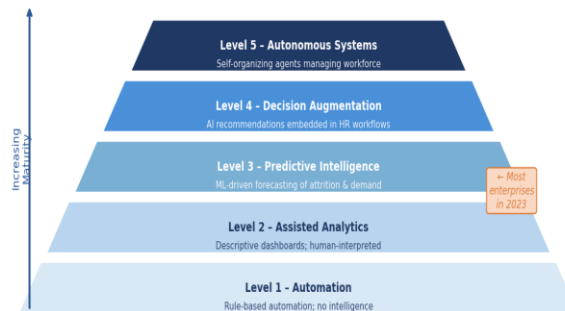 Increasing
Maturity
Level 5 – Autonomous Systems
Self-organizing agents managing workforce
Level 4 – Decision Augmentation
AI recommendations embedded in HR workflows
Level 3 – Predictive Intelligence
ML-driven forecasting of attrition & demand
← Most
enterprises
in 2023
Level 2 – Assisted Analytics
Descriptive dashboards; human-interpreted
Level 1 – Automation
Rule-based automation; no intelligence